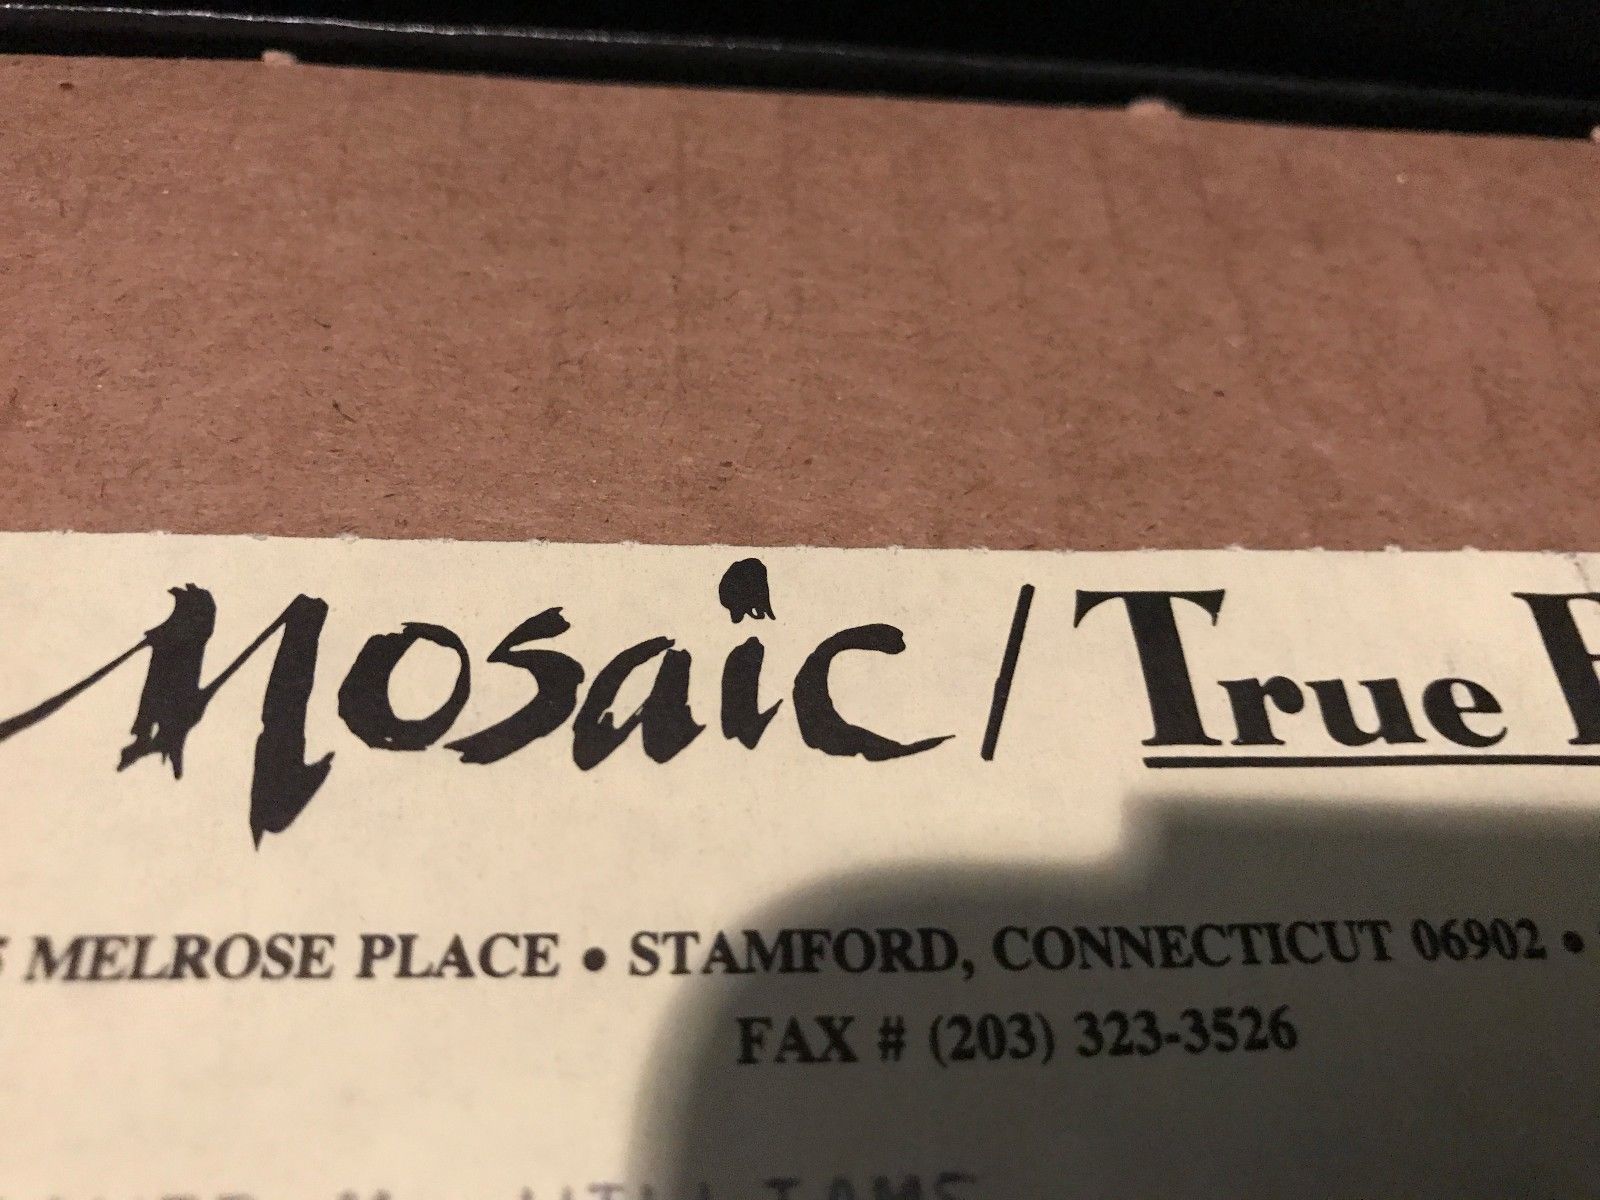 Mosaic / True
MELROSE PLACE • STAMFORD, CONNECTICUT 06902 •
FAX # (203) 323-3526